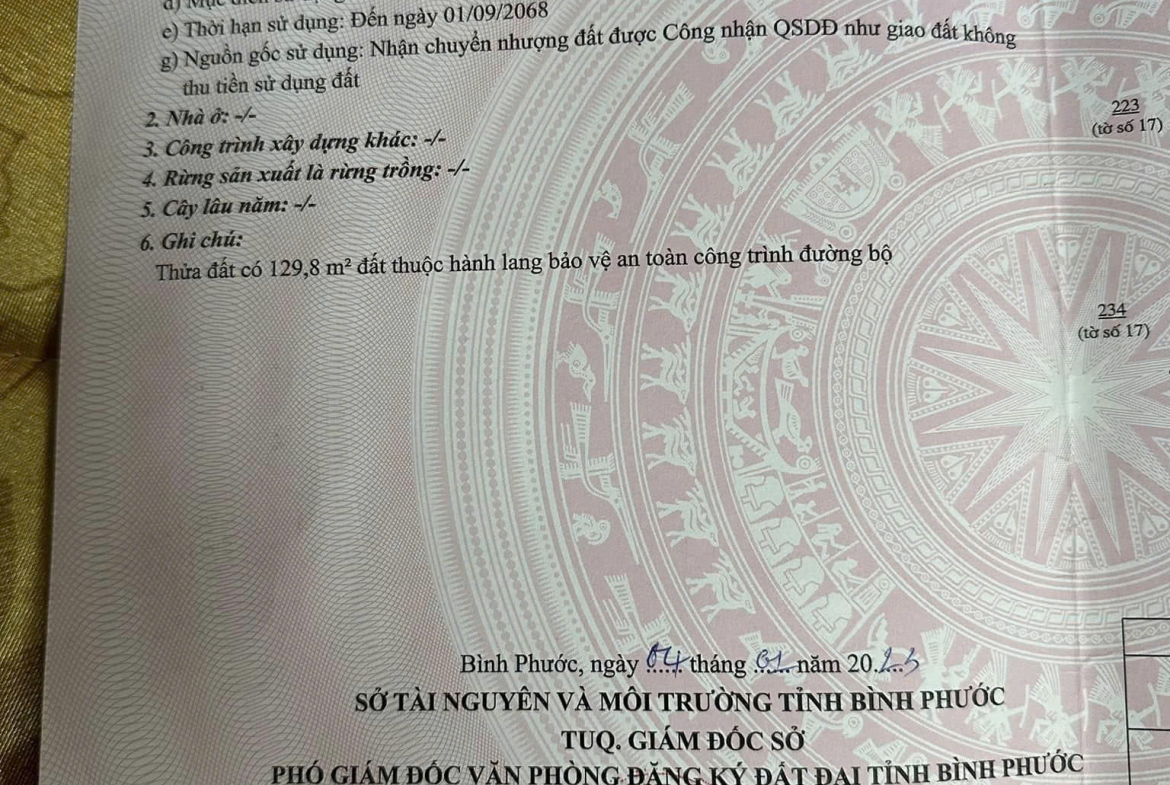 e) Thời hạn sử dụng: Đến ngày 01/09/2068
g) Nguồn gốc sử dụng: Nhận chuyển nhượng đất được Công nhận QSDĐ như giao đất không
thu tiền sử dụng đất
2. Nhà ở: -/-
3. Công trình xây dựng khác: -/-
4. Rừng sản xuất là rừng trồng: -/-
5. Cây lâu năm: -/-
6. Ghi chú:
Thửa đất có 129,8 m² đất thuộc hành lang bảo vệ an toàn công trình đường bộ
223
(tờ số 17)
234
(tờ số 17)
Bình Phước, ngày 04 tháng 01 năm 2023
SỞ TÀI NGUYÊN VÀ MÔI TRƯỜNG TỈNH BÌNH PHƯỚC
TUQ. GIÁM ĐỐC SỞ
PHÓ GIÁM ĐỐC VĂN PHÒNG ĐĂNG KÝ ĐẤT ĐAI TỈNH BÌNH PHƯỚC